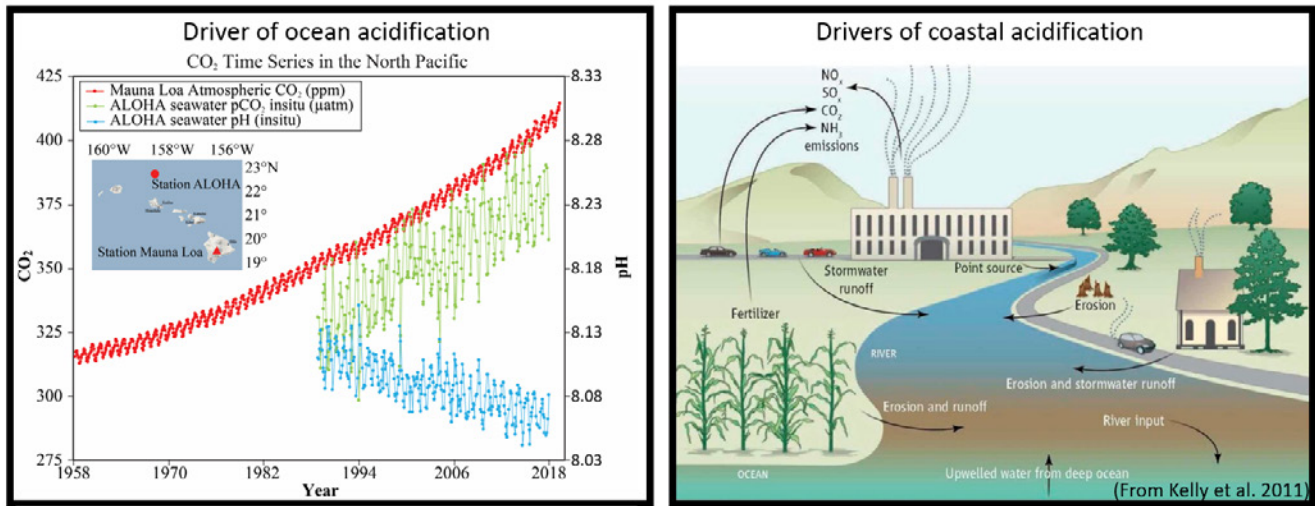 Driver of ocean acidification
CO₂ Time Series in the North Pacific
425
400
375
350
325
300
275
CO₂
Mauna Loa Atmospheric CO₂ (ppm)
ALOHA seawater pCO₂ insitu (µatm)
ALOHA seawater pH (insitu)
160°W 158°W 156°W
23°N
Station ALOHA
22°
21°
20°
Station Mauna Loa
19°
8.33
8.28
8.23
8.18
8.13
8.08
8.03
pH
1958 1970 1982 1994 2006 2018
Year
Drivers of coastal acidification
NOₓ
SOₓ
CO₂
NH₃
emissions
Stormwater
runoff
Point source
Fertilizer
Erosion
RIVER
Erosion and stormwater runoff
Erosion and runoff
River input
OCEAN
Upwelled water from deep ocean
(From Kelly et al. 2011)